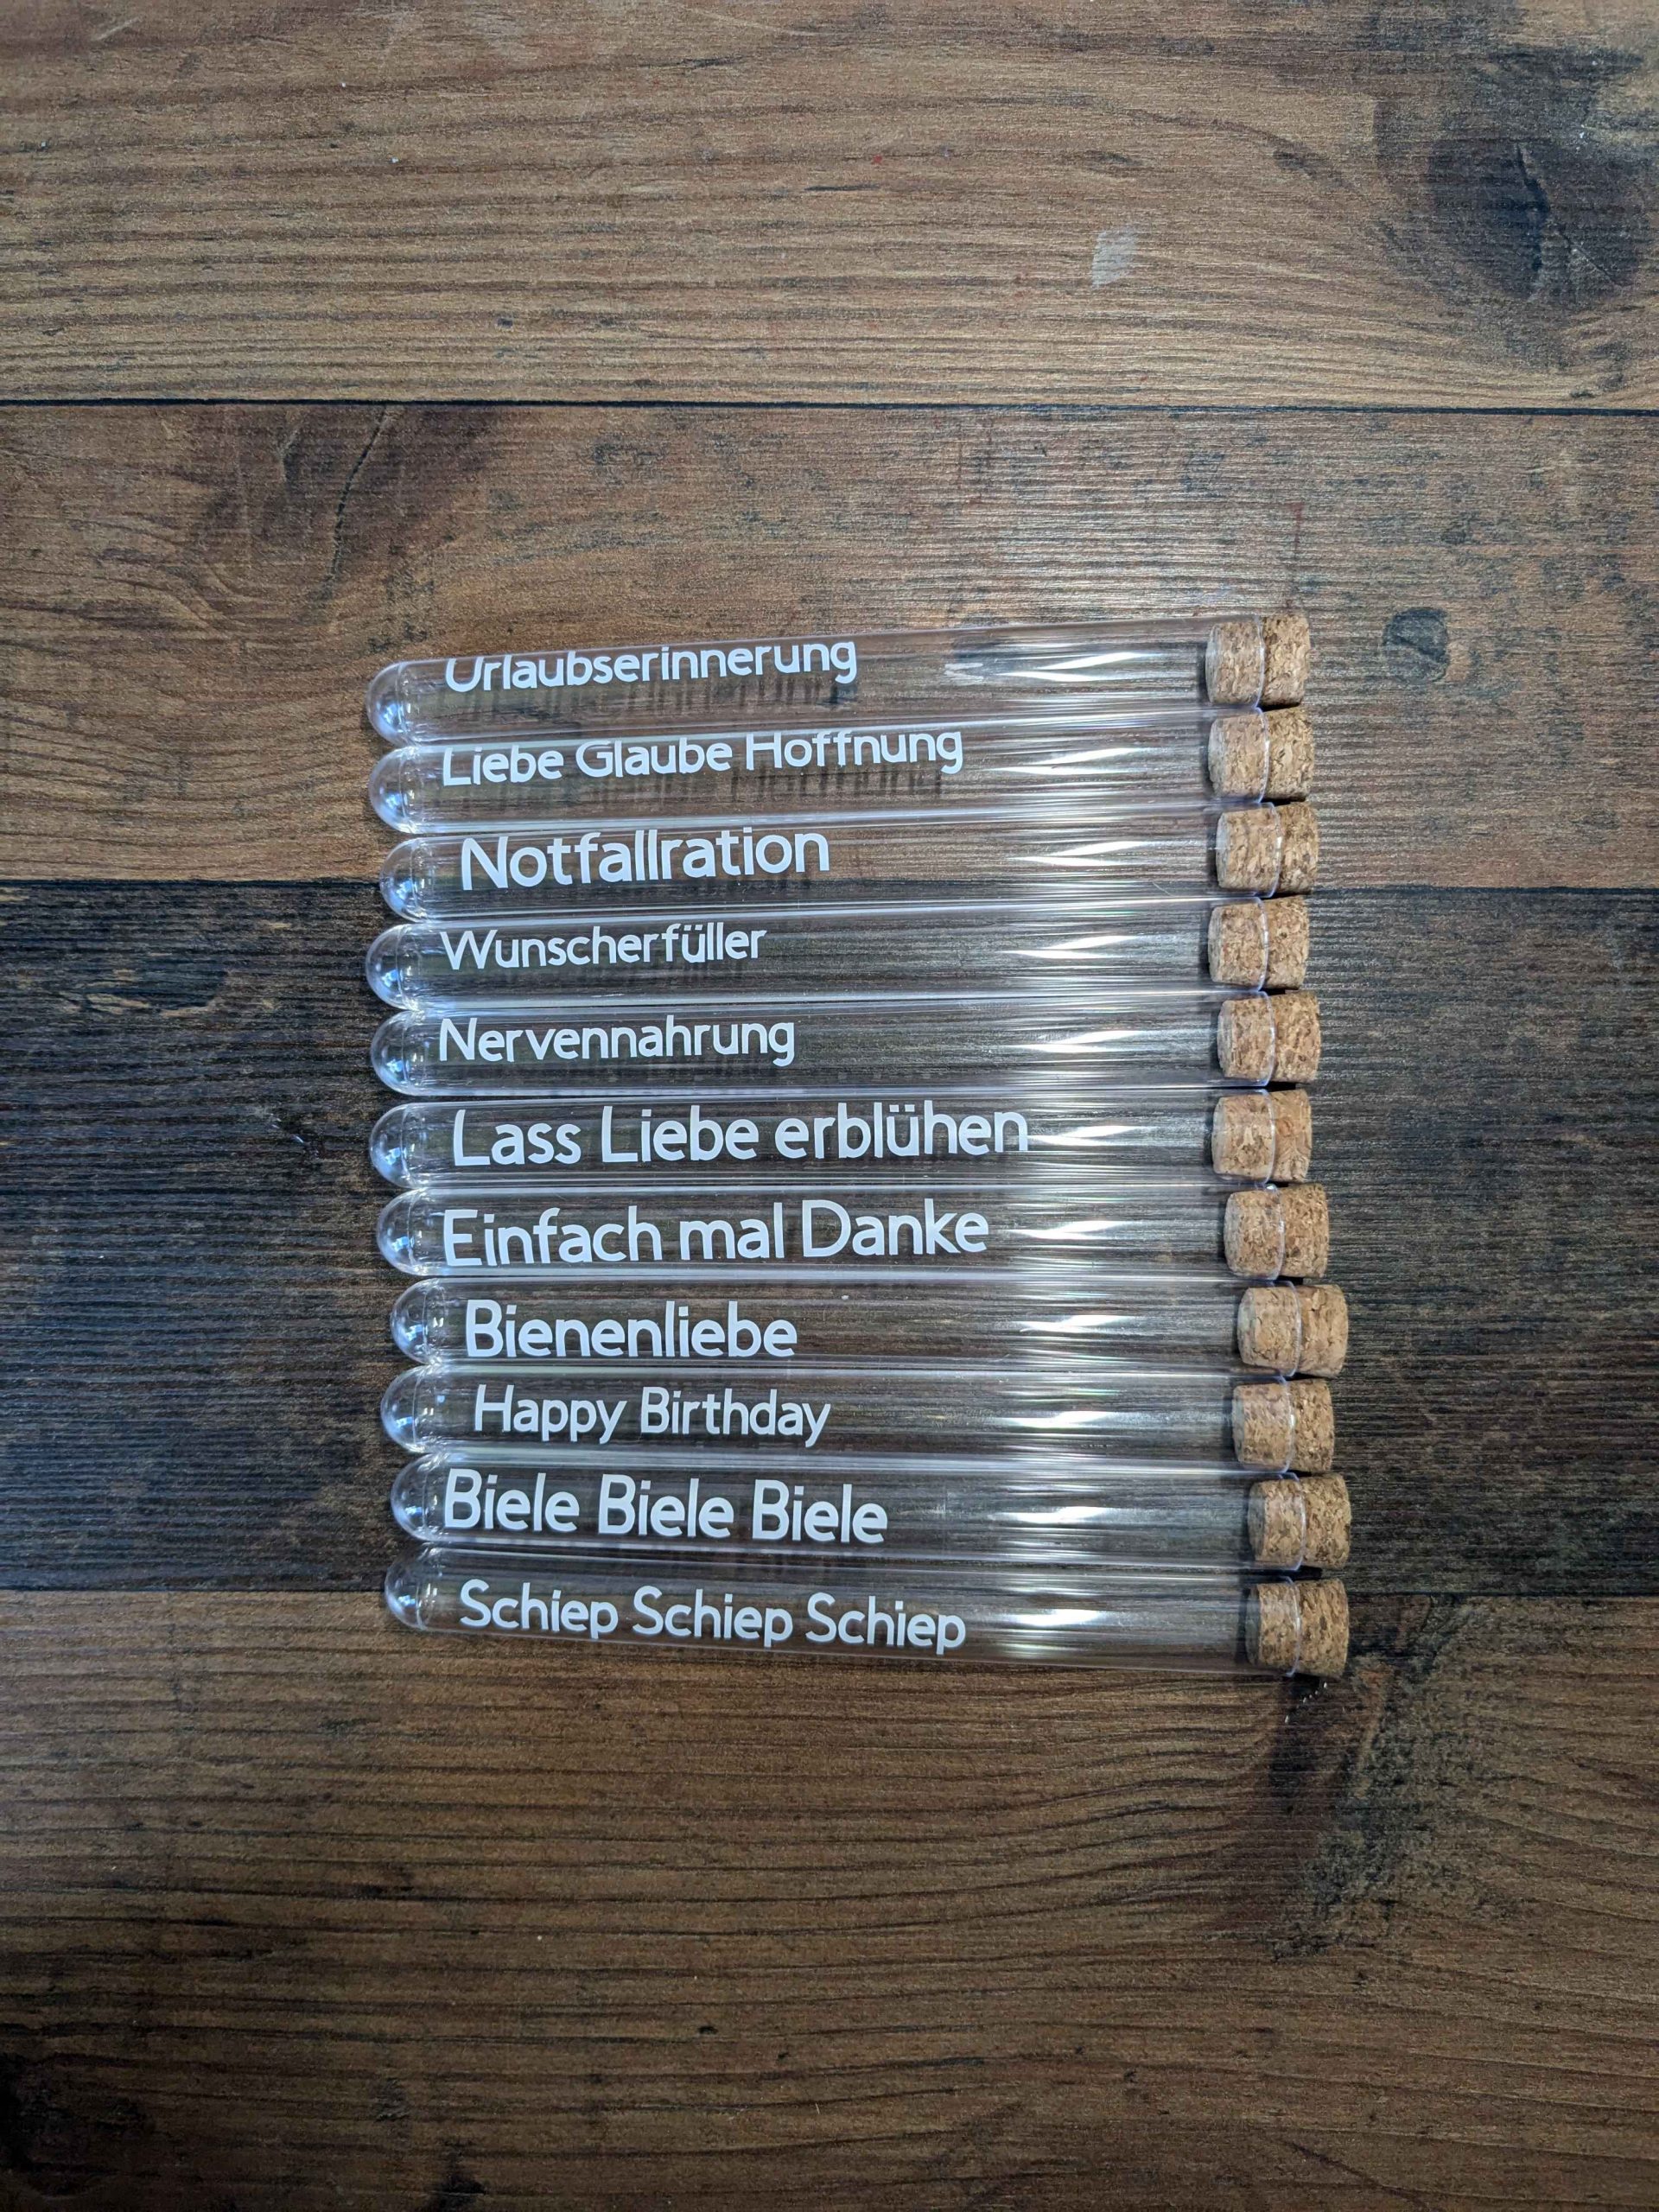 Urlaubserinnerung
Liebe Glaube Hoffnung
Notfallration
Wunscherfüller
Nervennahrung
Lass Liebe erblühen
Einfach mal Danke
Bienenliebe
Happy Birthday
Biele Biele Biele
Schiep Schiep Schiep